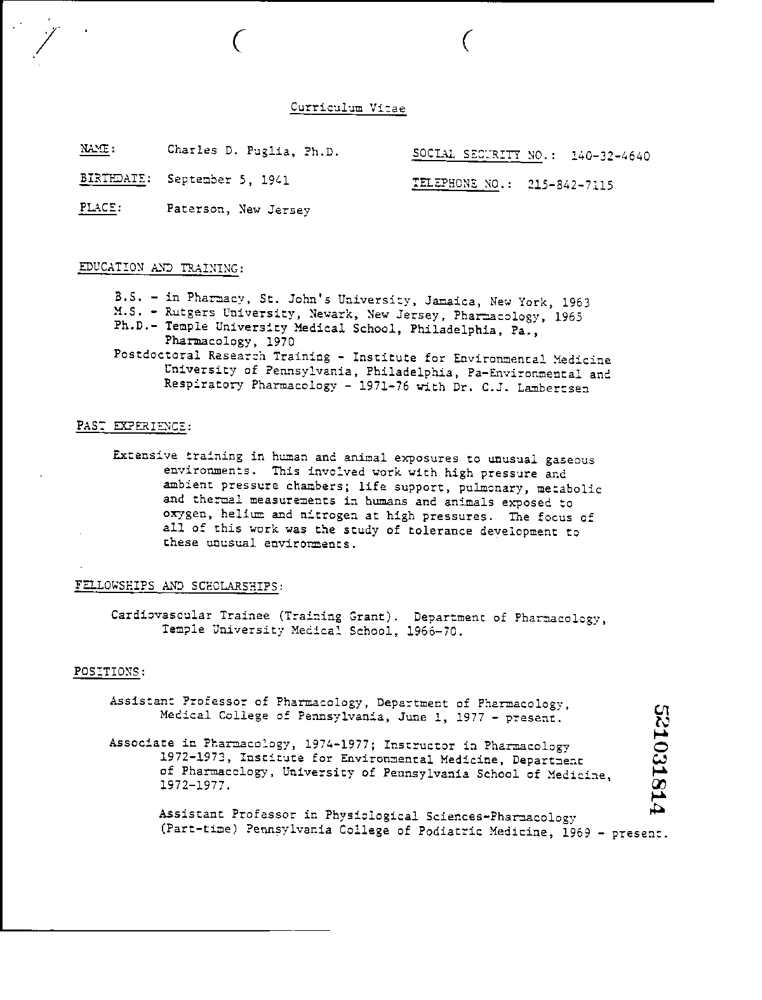 Curriculum Vitae
NAME: Charles D. Puglia, Ph.D. SOCIAL SECURITY NO.: 140-32-4640
BIRTHDATE: September 5, 1941 TELEPHONE NO.: 215-842-7115
PLACE: Paterson, New Jersey
EDUCATION AND TRAINING:
B.S. - in Pharmacy, St. John's University, Jamaica, New York, 1963
M.S. - Rutgers University, Newark, New Jersey, Pharmacology, 1965
Ph.D.- Temple University Medical School, Philadelphia, Pa.,
Pharmacology, 1970
Postdoctoral Research Training - Institute for Environmental Medicine
University of Pennsylvania, Philadelphia, Pa-Environmental and
Respiratory Pharmacology - 1971-76 with Dr. C.J. Lambertsen
PAST EXPERIENCE:
Extensive training in human and animal exposures to unusual gaseous
environments. This involved work with high pressure and
ambient pressure chambers; life support, pulmonary, metabolic
and thermal measurements in humans and animals exposed to
oxygen, helium and nitrogen at high pressures. The focus of
all of this work was the study of tolerance development to
these unusual environments.
FELLOWSHIPS AND SCHOLARSHIPS:
Cardiovascular Trainee (Training Grant). Department of Pharmacology,
Temple University Medical School, 1966-70.
POSITIONS:
Assistant Professor of Pharmacology, Department of Pharmacology,
Medical College of Pennsylvania, June 1, 1977 - present.
Associate in Pharmacology, 1974-1977; Instructor in Pharmacology
1972-1973, Institute for Environmental Medicine, Department
of Pharmacology, University of Pennsylvania School of Medicine,
1972-1977.
Assistant Professor in Physiological Sciences-Pharmacology
(Part-time) Pennsylvania College of Podiatric Medicine, 1969 - present.
521031814